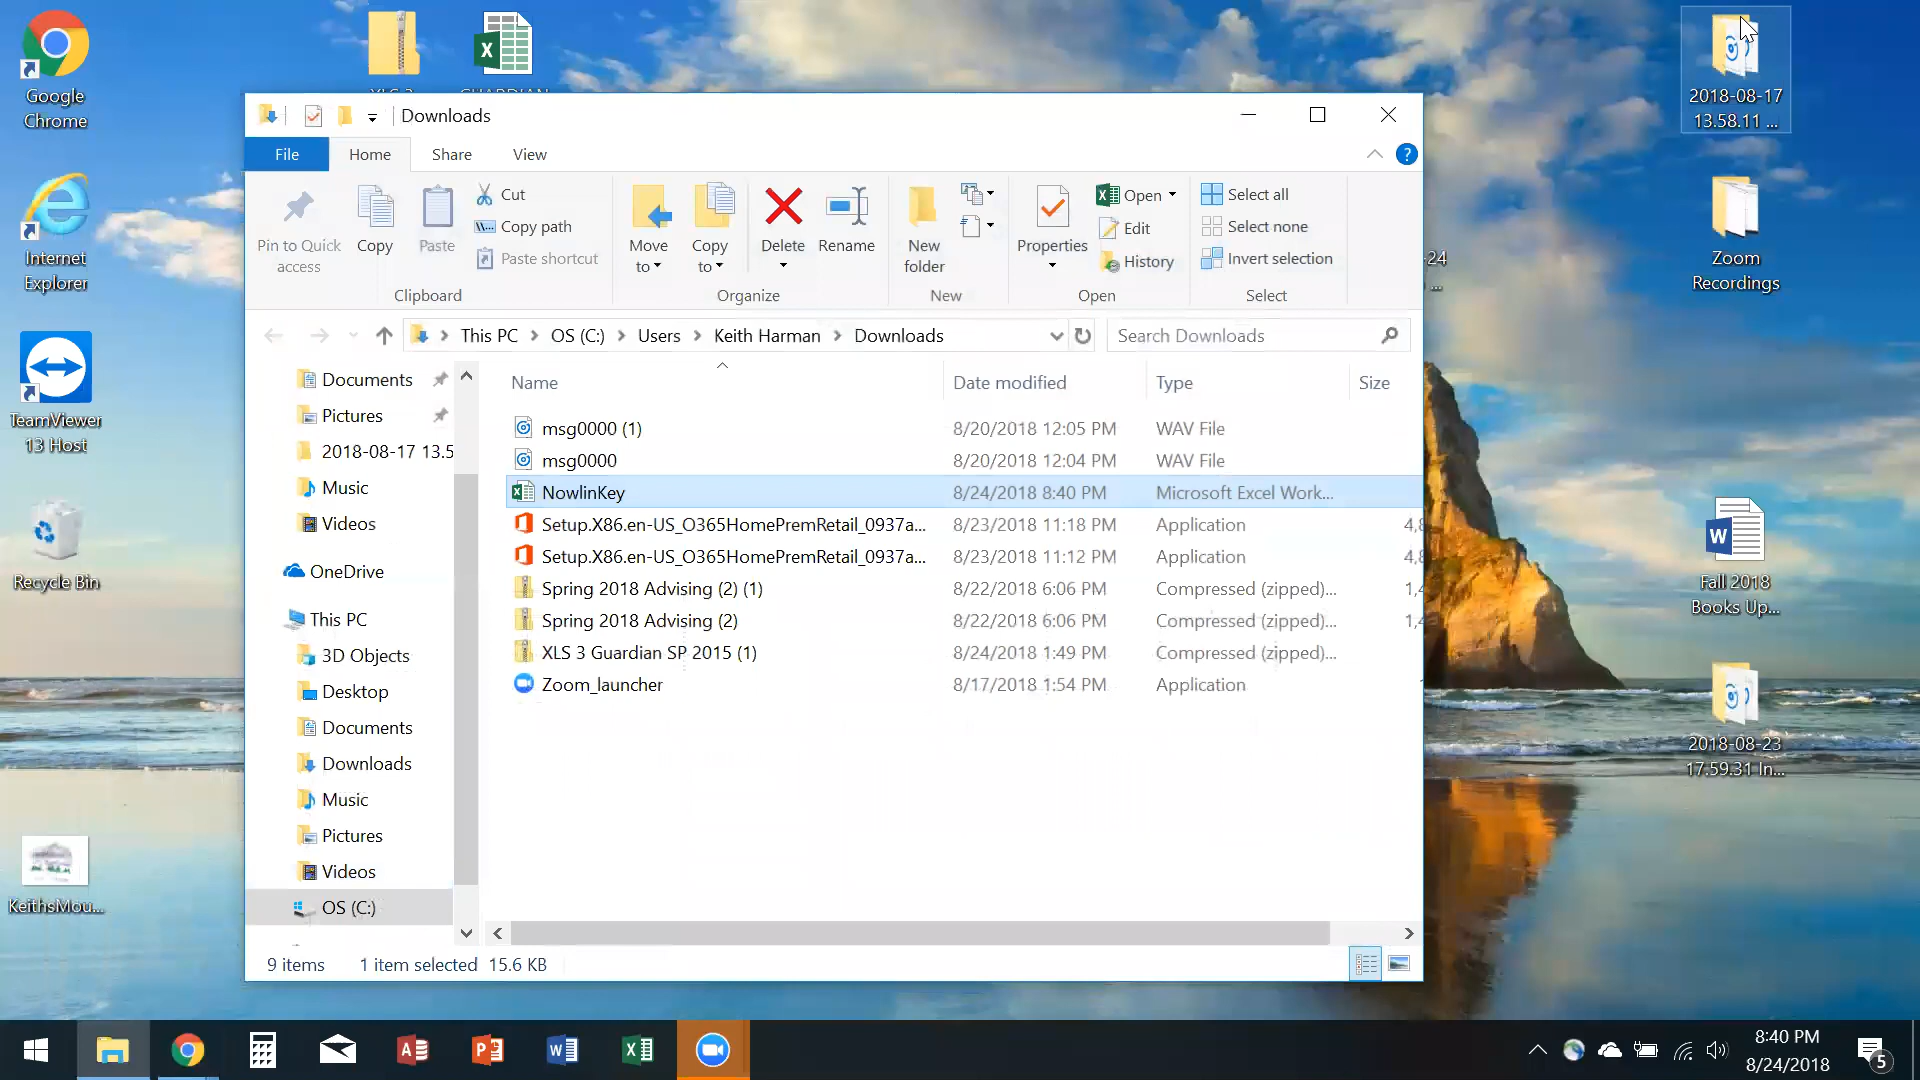 Google
Chrome
Internet
Explorer
TeamViewer
13 Host
Recycle Bin
KeithsMou...
Downloads
File
Home
Share
View
Pin to Quick
access
Copy
Paste
Cut
Copy path
Paste shortcut
Clipboard
Move
to
Copy
to
Delete
Rename
Organize
New
folder
New
Properties
Open
Edit
History
Open
Select all
Select none
Invert selection
Select
This PC > OS (C:) > Users > Keith Harman > Downloads
Search Downloads
Documents
Pictures
2018-08-17 13.5
Music
Videos
OneDrive
This PC
3D Objects
Desktop
Documents
Downloads
Music
Pictures
Videos
OS (C:)
Name Date modified Type Size
msg0000 (1) 8/20/2018 12:05 PM WAV File
msg0000 8/20/2018 12:04 PM WAV File
NowlinKey 8/24/2018 8:40 PM Microsoft Excel Work...
Setup.X86.en-US_O365HomePremRetail_0937a... 8/23/2018 11:18 PM Application 4,8
Setup.X86.en-US_O365HomePremRetail_0937a... 8/23/2018 11:12 PM Application 4,8
Spring 2018 Advising (2) (1) 8/22/2018 6:06 PM Compressed (zipped)... 1,4
Spring 2018 Advising (2) 8/22/2018 6:06 PM Compressed (zipped)... 1,4
XLS 3 Guardian SP 2015 (1) 8/24/2018 1:49 PM Compressed (zipped)...
Zoom_launcher 8/17/2018 1:54 PM Application
9 items 1 item selected 15.6 KB
-24
...
2018-08-17
13.58.11 ...
Zoom
Recordings
Fall 2018
Books Up...
2018-08-23
17.59.31 In...
8:40 PM
8/24/2018
5